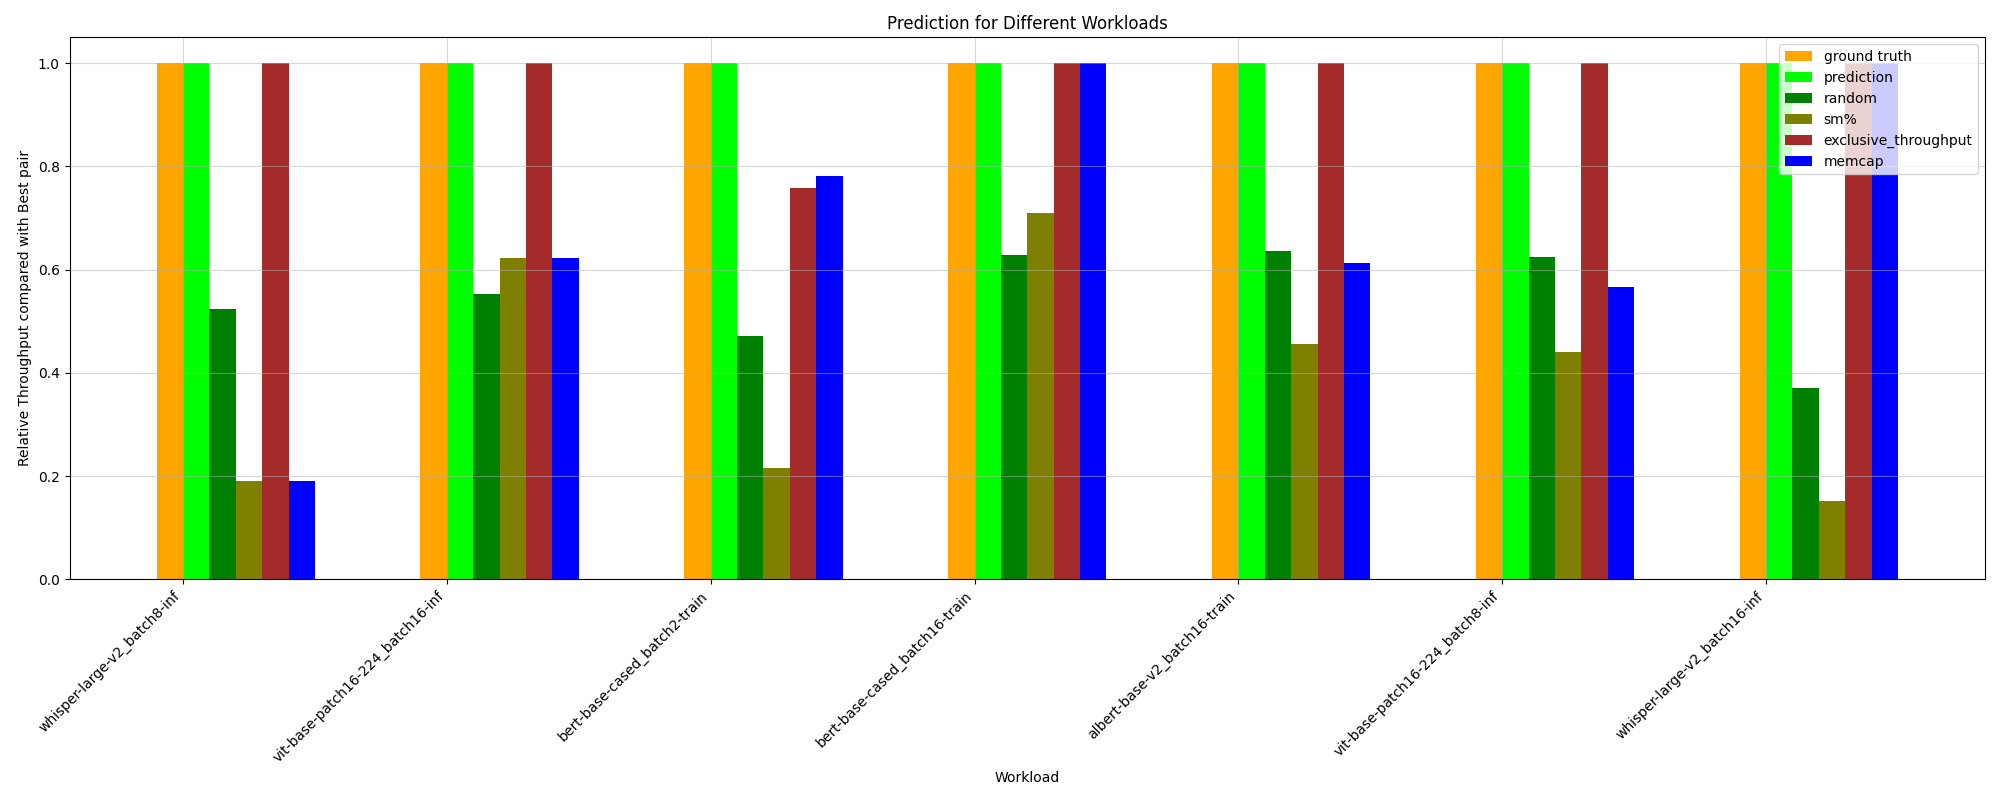 Prediction for Different Workloads
Relative Throughput compared with Best pair
1.0
0.8
0.6
0.4
0.2
0.0
ground truth
prediction
random
sm%
exclusive_throughput
memcap
whisper-large-v2_batch8-inf
vit-base-patch16-224_batch16-inf
bert-base-cased_batch2-train
bert-base-cased_batch16-train
albert-base-v2_batch16-train
vit-base-patch16-224_batch8-inf
whisper-large-v2_batch16-inf
Workload